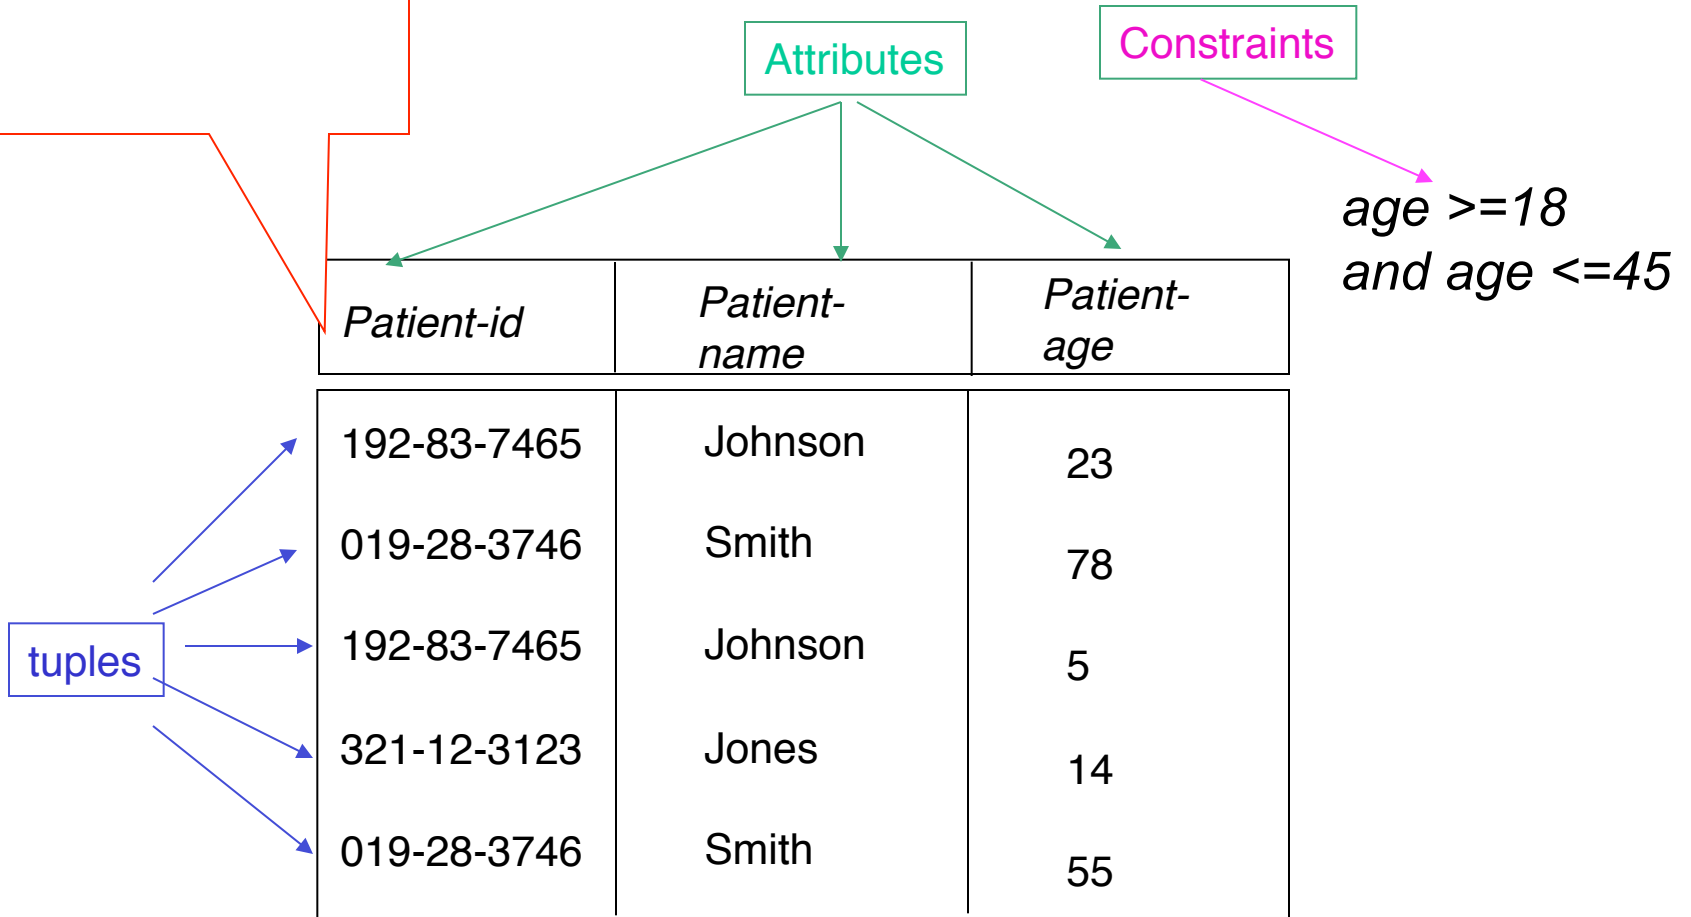 Attributes
Constraints
age >=18
and age <=45
Patient-id
Patient-
name
Patient-
age
192-83-7465 Johnson 23
019-28-3746 Smith 78
192-83-7465 Johnson 5
tuples
321-12-3123 Jones 14
019-28-3746 Smith 55